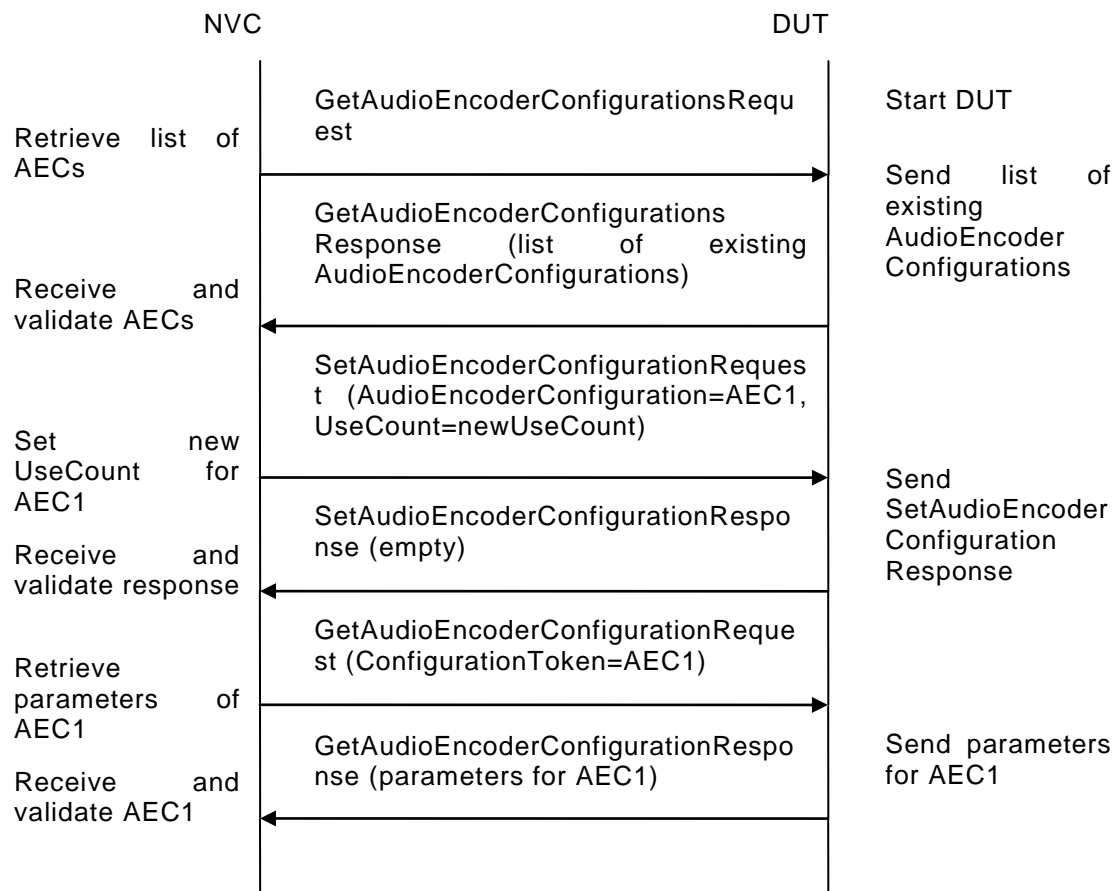 NVC
DUT
GetAudioEncoderConfigurationsRequ
est
Start DUT
Retrieve list of
AECs
Send list of
existing
AudioEncoder
Configurations
GetAudioEncoderConfigurations
Response (list of existing
AudioEncoderConfigurations)
Receive and
validate AECs
SetAudioEncoderConfigurationReques
t (AudioEncoderConfiguration=AEC1,
UseCount=newUseCount)
Set new
UseCount for
AEC1
Send
SetAudioEncoder
Configuration
Response
SetAudioEncoderConfigurationRespo
nse (empty)
Receive and
validate response
GetAudioEncoderConfigurationReque
st (ConfigurationToken=AEC1)
Retrieve
parameters of
AEC1
GetAudioEncoderConfigurationRespo
nse (parameters for AEC1)
Send parameters
for AEC1
Receive and
validate AEC1